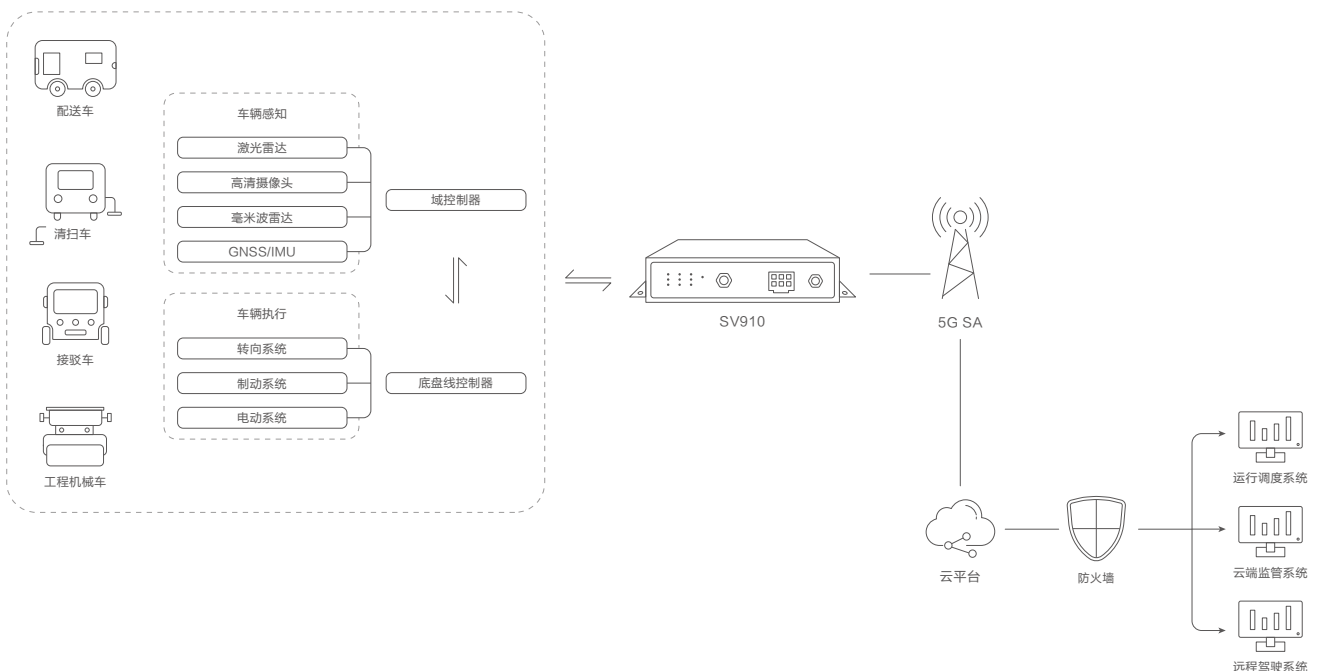 配送车
清扫车
接驳车
工程机械车
车辆感知
激光雷达
高清摄像头
毫米波雷达
GNSS/IMU
车辆执行
转向系统
制动系统
电动系统
域控制器
底盘线控制器
SV910
5G SA
云平台
防火墙
运行调度系统
云端监管系统
远程驾驶系统